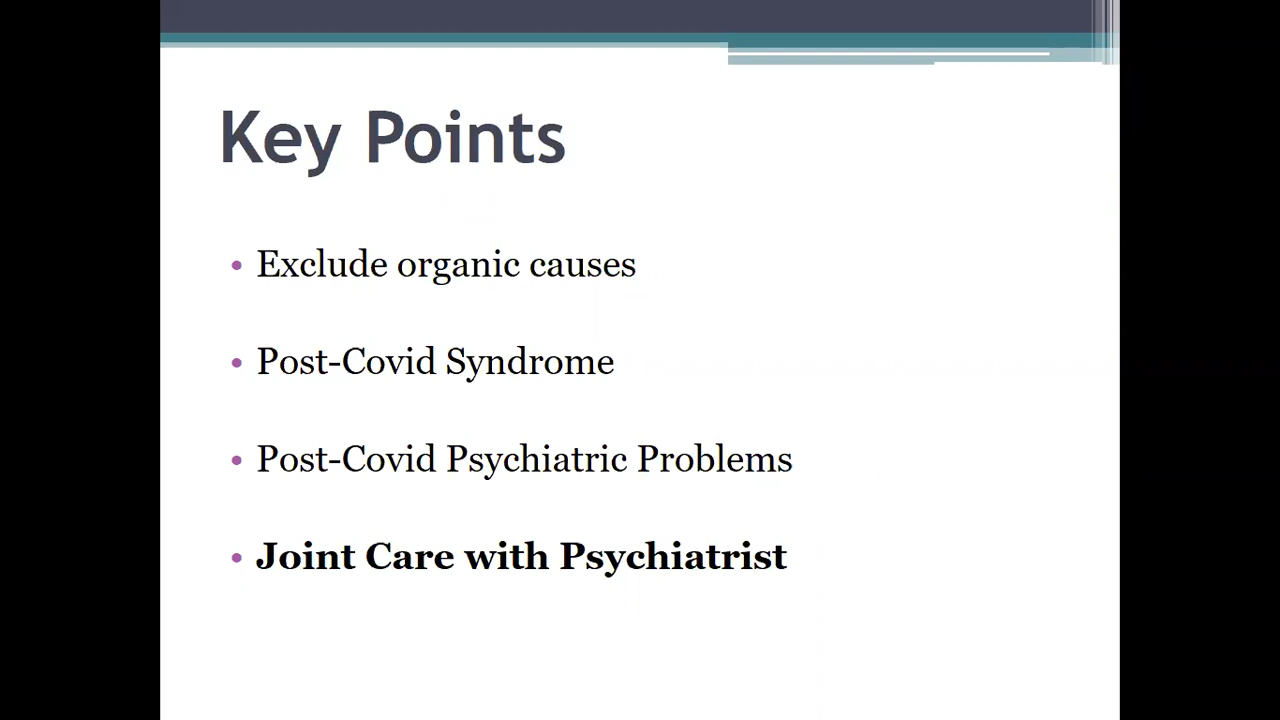 Key Points
• Exclude organic causes
• Post-Covid Syndrome
• Post-Covid Psychiatric Problems
• Joint Care with Psychiatrist